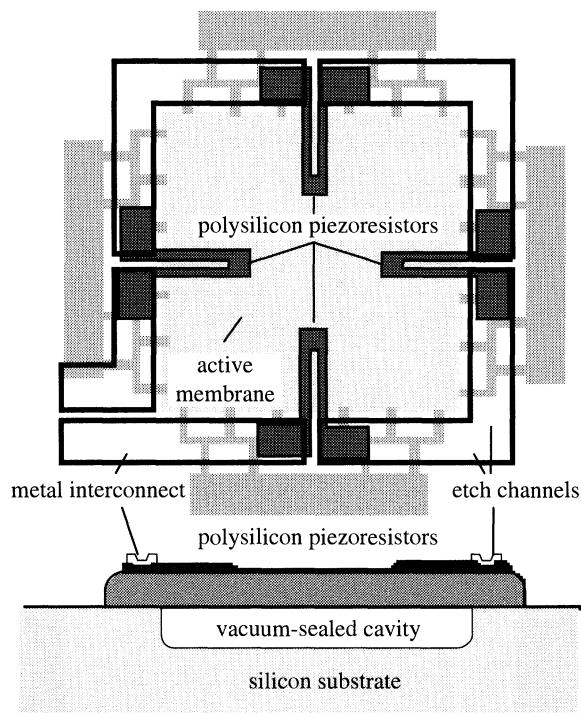 polysilicon piezoresistors
active
membrane
metal interconnect
etch channels
polysilicon piezoresistors
vacuum-sealed cavity
silicon substrate